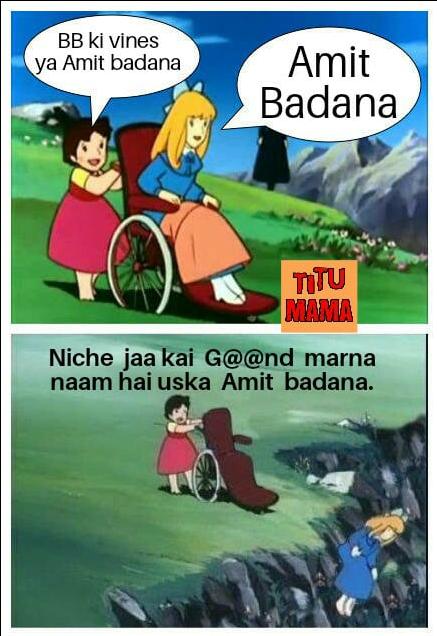 BB ki vines
ya Amit badana
Amit
Badana
TiTU
MAMA
Niche jaa kai G@@nd marna
naam hai uska Amit badana.